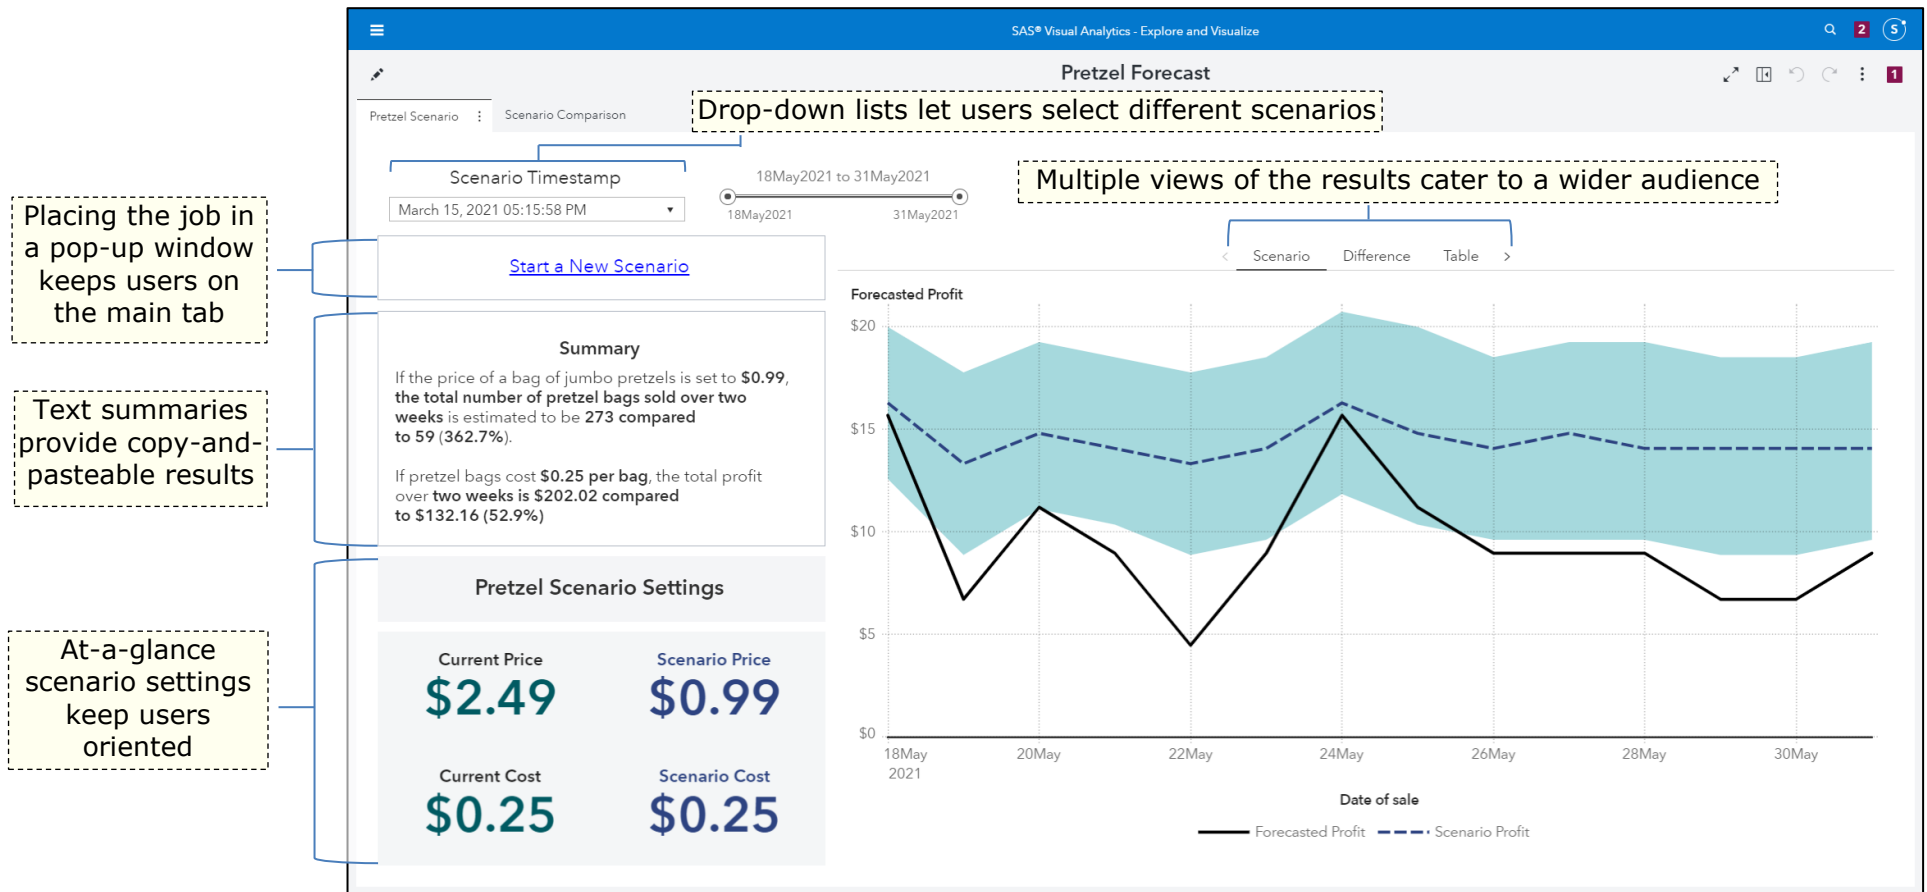 SAS® Visual Analytics - Explore and Visualize
2
S
Pretzel Forecast
1
Pretzel Scenario
Scenario Comparison
Drop-down lists let users select different scenarios
Scenario Timestamp
March 15, 2021 05:15:58 PM
18May2021 to 31May2021
18May2021
31May2021
Multiple views of the results cater to a wider audience
Placing the job in
a pop-up window
keeps users on
the main tab
Start a New Scenario
Scenario
Difference
Table
Text summaries
provide copy-and-
pasteable results
Summary
If the price of a bag of jumbo pretzels is set to $0.99,
the total number of pretzel bags sold over two
weeks is estimated to be 273 compared
to 59 (362.7%).
If pretzel bags cost $0.25 per bag, the total profit
over two weeks is $202.02 compared
to $132.16 (52.9%)
At-a-glance
scenario settings
keep users
oriented
Pretzel Scenario Settings
Current Price
Scenario Price
$2.49
$0.99
Current Cost
Scenario Cost
$0.25
$0.25
Forecasted Profit
$20
$15
$10
$5
$0
18May
2021
20May
22May
24May
26May
28May
30May
Date of sale
Forecasted Profit
Scenario Profit